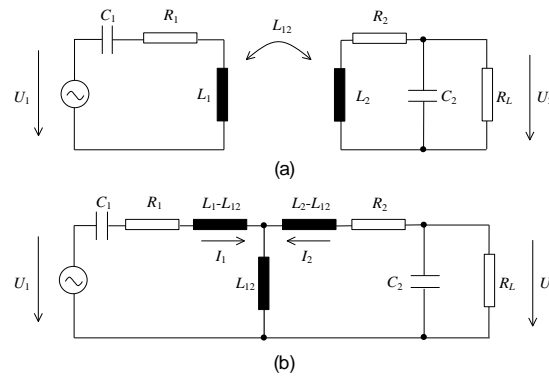 C1 R1 L12 R2
U1 L1 L2 C2 RL U
(a)
C1 R1 L1-L12 L2-L12 R2
I1 I2
U1 L12 C2 RL U
(b)